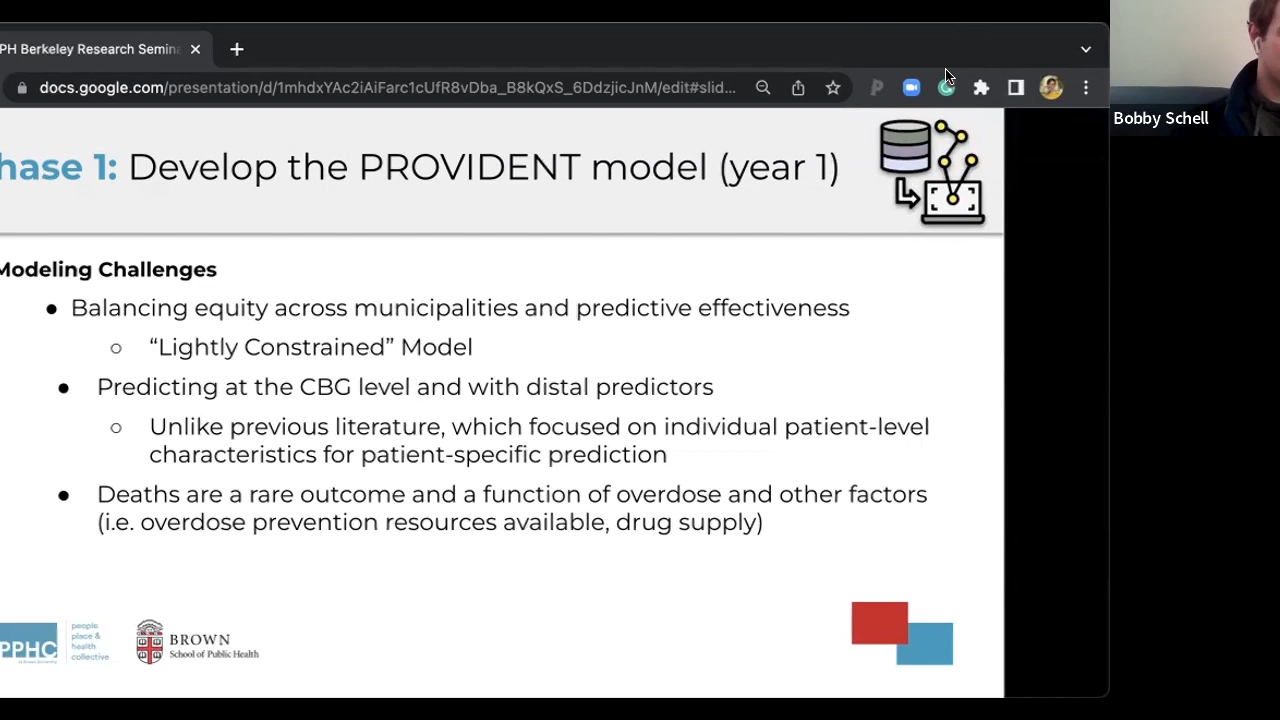 PH Berkeley Research Semina
docs.google.com/presentation/d/1mhdxYAc2iAiFarc1cUfR8vDba_B8kQxS_6DdzjicJnM/edit#slid...
Bobby Schell
hase 1: Develop the PROVIDENT model (year 1)
Modeling Challenges
● Balancing equity across municipalities and predictive effectiveness
○ “Lightly Constrained” Model
● Predicting at the CBG level and with distal predictors
○ Unlike previous literature, which focused on individual patient-level
characteristics for patient-specific prediction
● Deaths are a rare outcome and a function of overdose and other factors
(i.e. overdose prevention resources available, drug supply)
PPHC
people
place &
health
collective
BROWN
School of Public Health